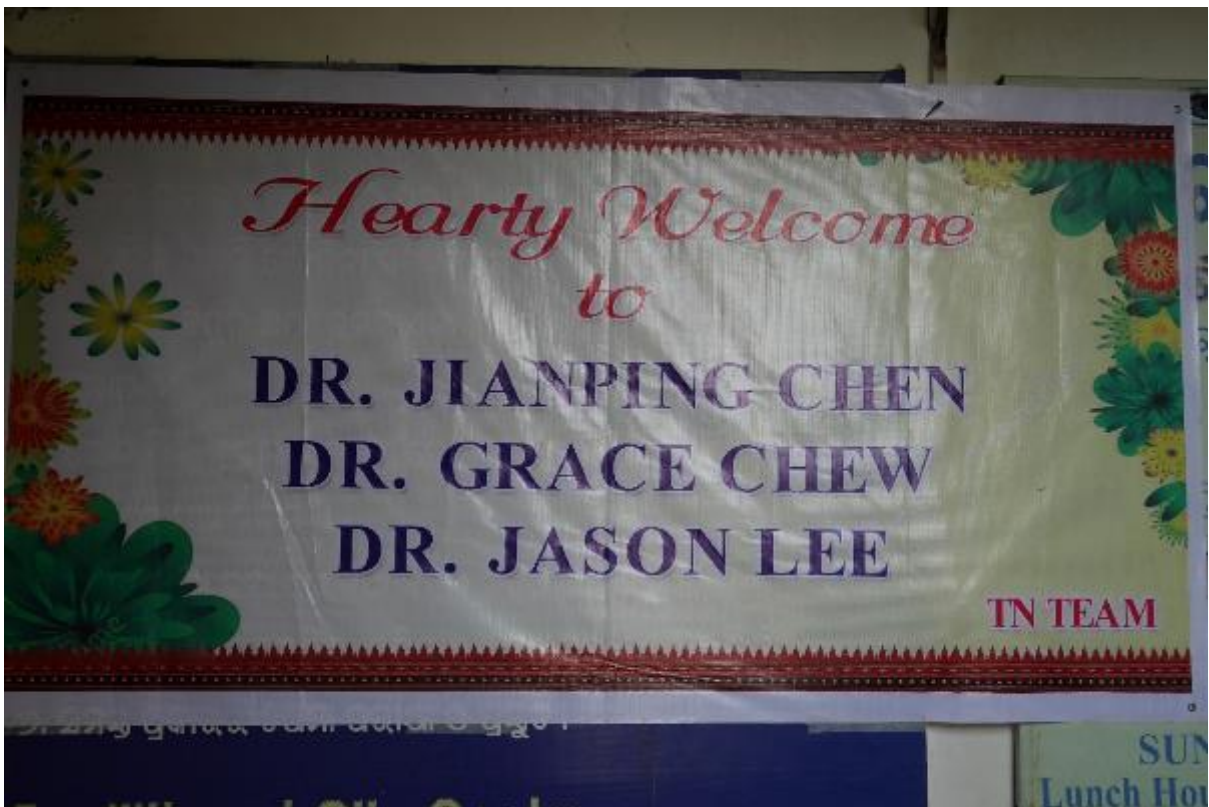 Hearty Welcome
to
DR. JIANPING CHEN
DR. GRACE CHEW
DR. JASON LEE
TN TEAM
SUN
Lunch Hou